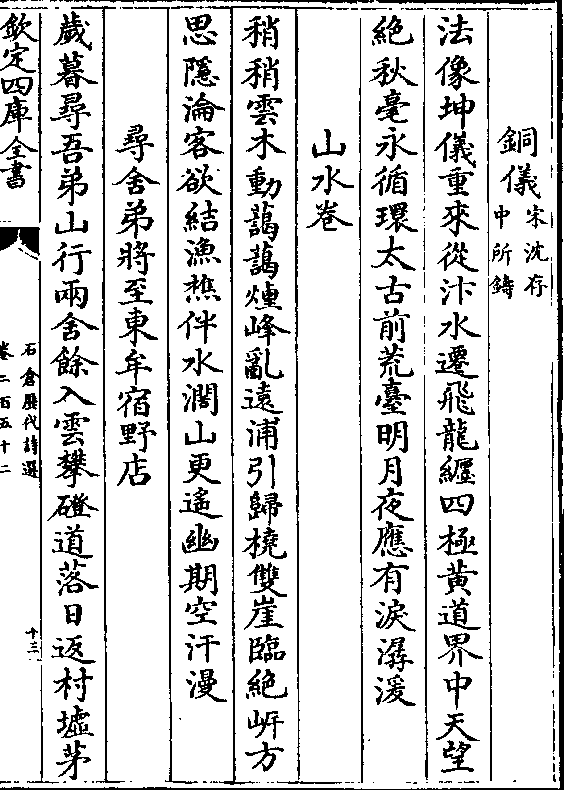 銅儀宋沈存
中所鑄
法像坤儀重來從汴水遷飛龍纒四極黄道界中天望
絶秋毫永循環太古前荒臺明月夜應有淚潺湲
山水卷
稍稍雲木動藹藹煙峰亂遠浦引歸橈雙崖臨絶岍方
思隱淪客欲結漁樵伴水濶山更遙幽期空汗漫
尋舍弟將至東牟宿野店
歲暮尋吾弟山行兩舍餘入雲攀磴道落日返村墟茅
欽定四庫全書
石倉歷代詩選
卷二百五十二
十三